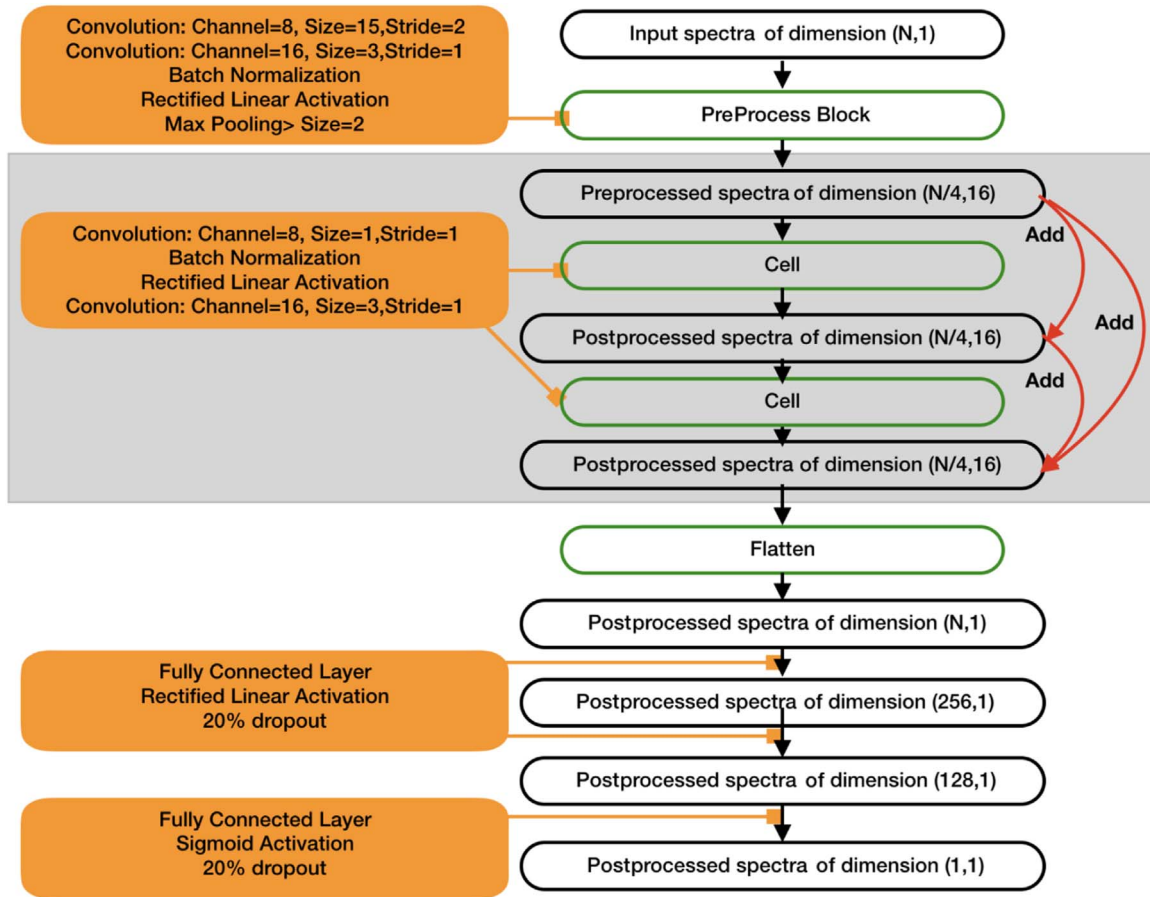 Convolution: Channel=8, Size=15,Stride=2
Convolution: Channel=16, Size=3,Stride=1
Batch Normalization
Rectified Linear Activation
Max Pooling> Size=2
Input spectra of dimension (N,1)
PreProcess Block
Preprocessed spectra of dimension (N/4,16)
Convolution: Channel=8, Size=1,Stride=1
Batch Normalization
Rectified Linear Activation
Convolution: Channel=16, Size=3,Stride=1
Add
Cell
Add
Postprocessed spectra of dimension (N/4,16)
Add
Cell
Postprocessed spectra of dimension (N/4,16)
Flatten
Postprocessed spectra of dimension (N,1)
Fully Connected Layer
Rectified Linear Activation
20% dropout
Postprocessed spectra of dimension (256,1)
Postprocessed spectra of dimension (128,1)
Fully Connected Layer
Sigmoid Activation
20% dropout
Postprocessed spectra of dimension (1,1)